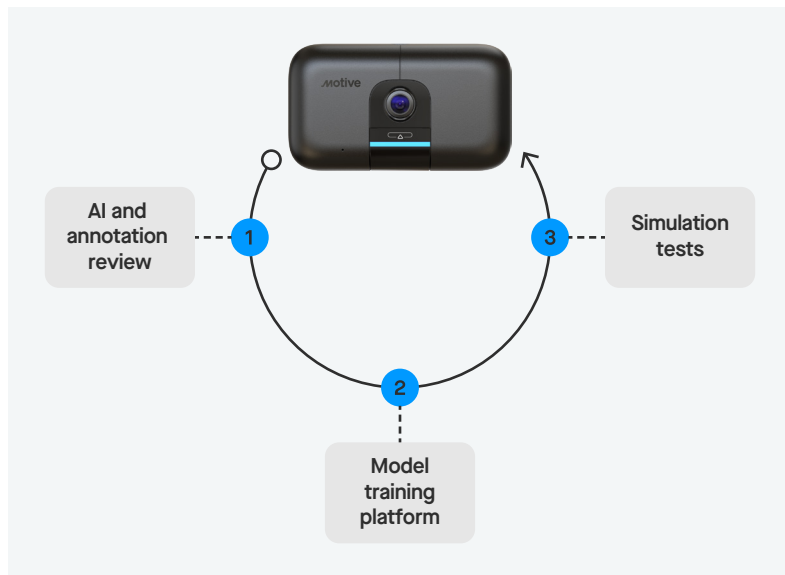 motive
1
AI and
annotation
review
2
Model
training
platform
3
Simulation
tests